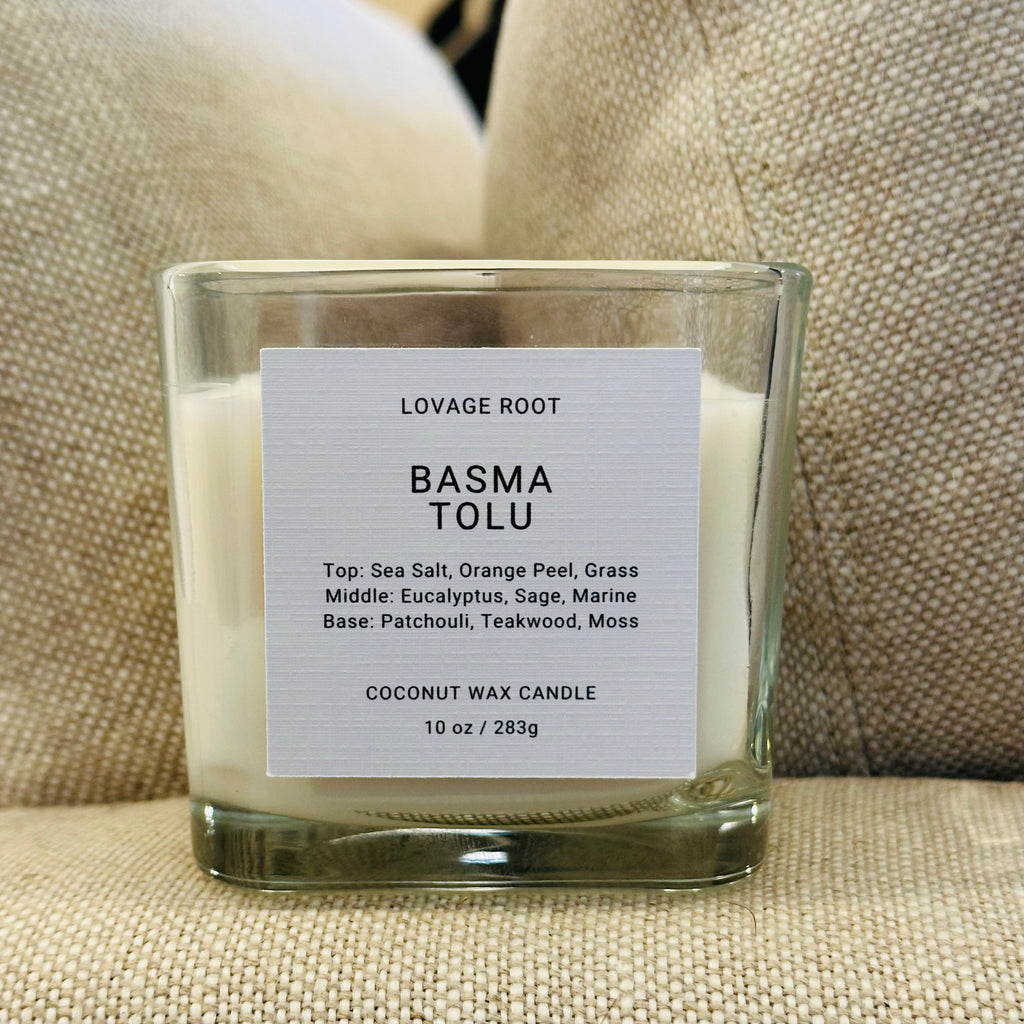 LOVAGE ROOT
BASMA
TOLU
Top: Sea Salt, Orange Peel, Grass
Middle: Eucalyptus, Sage, Marine
Base: Patchouli, Teakwood, Moss
COCONUT WAX CANDLE
10 oz / 283g